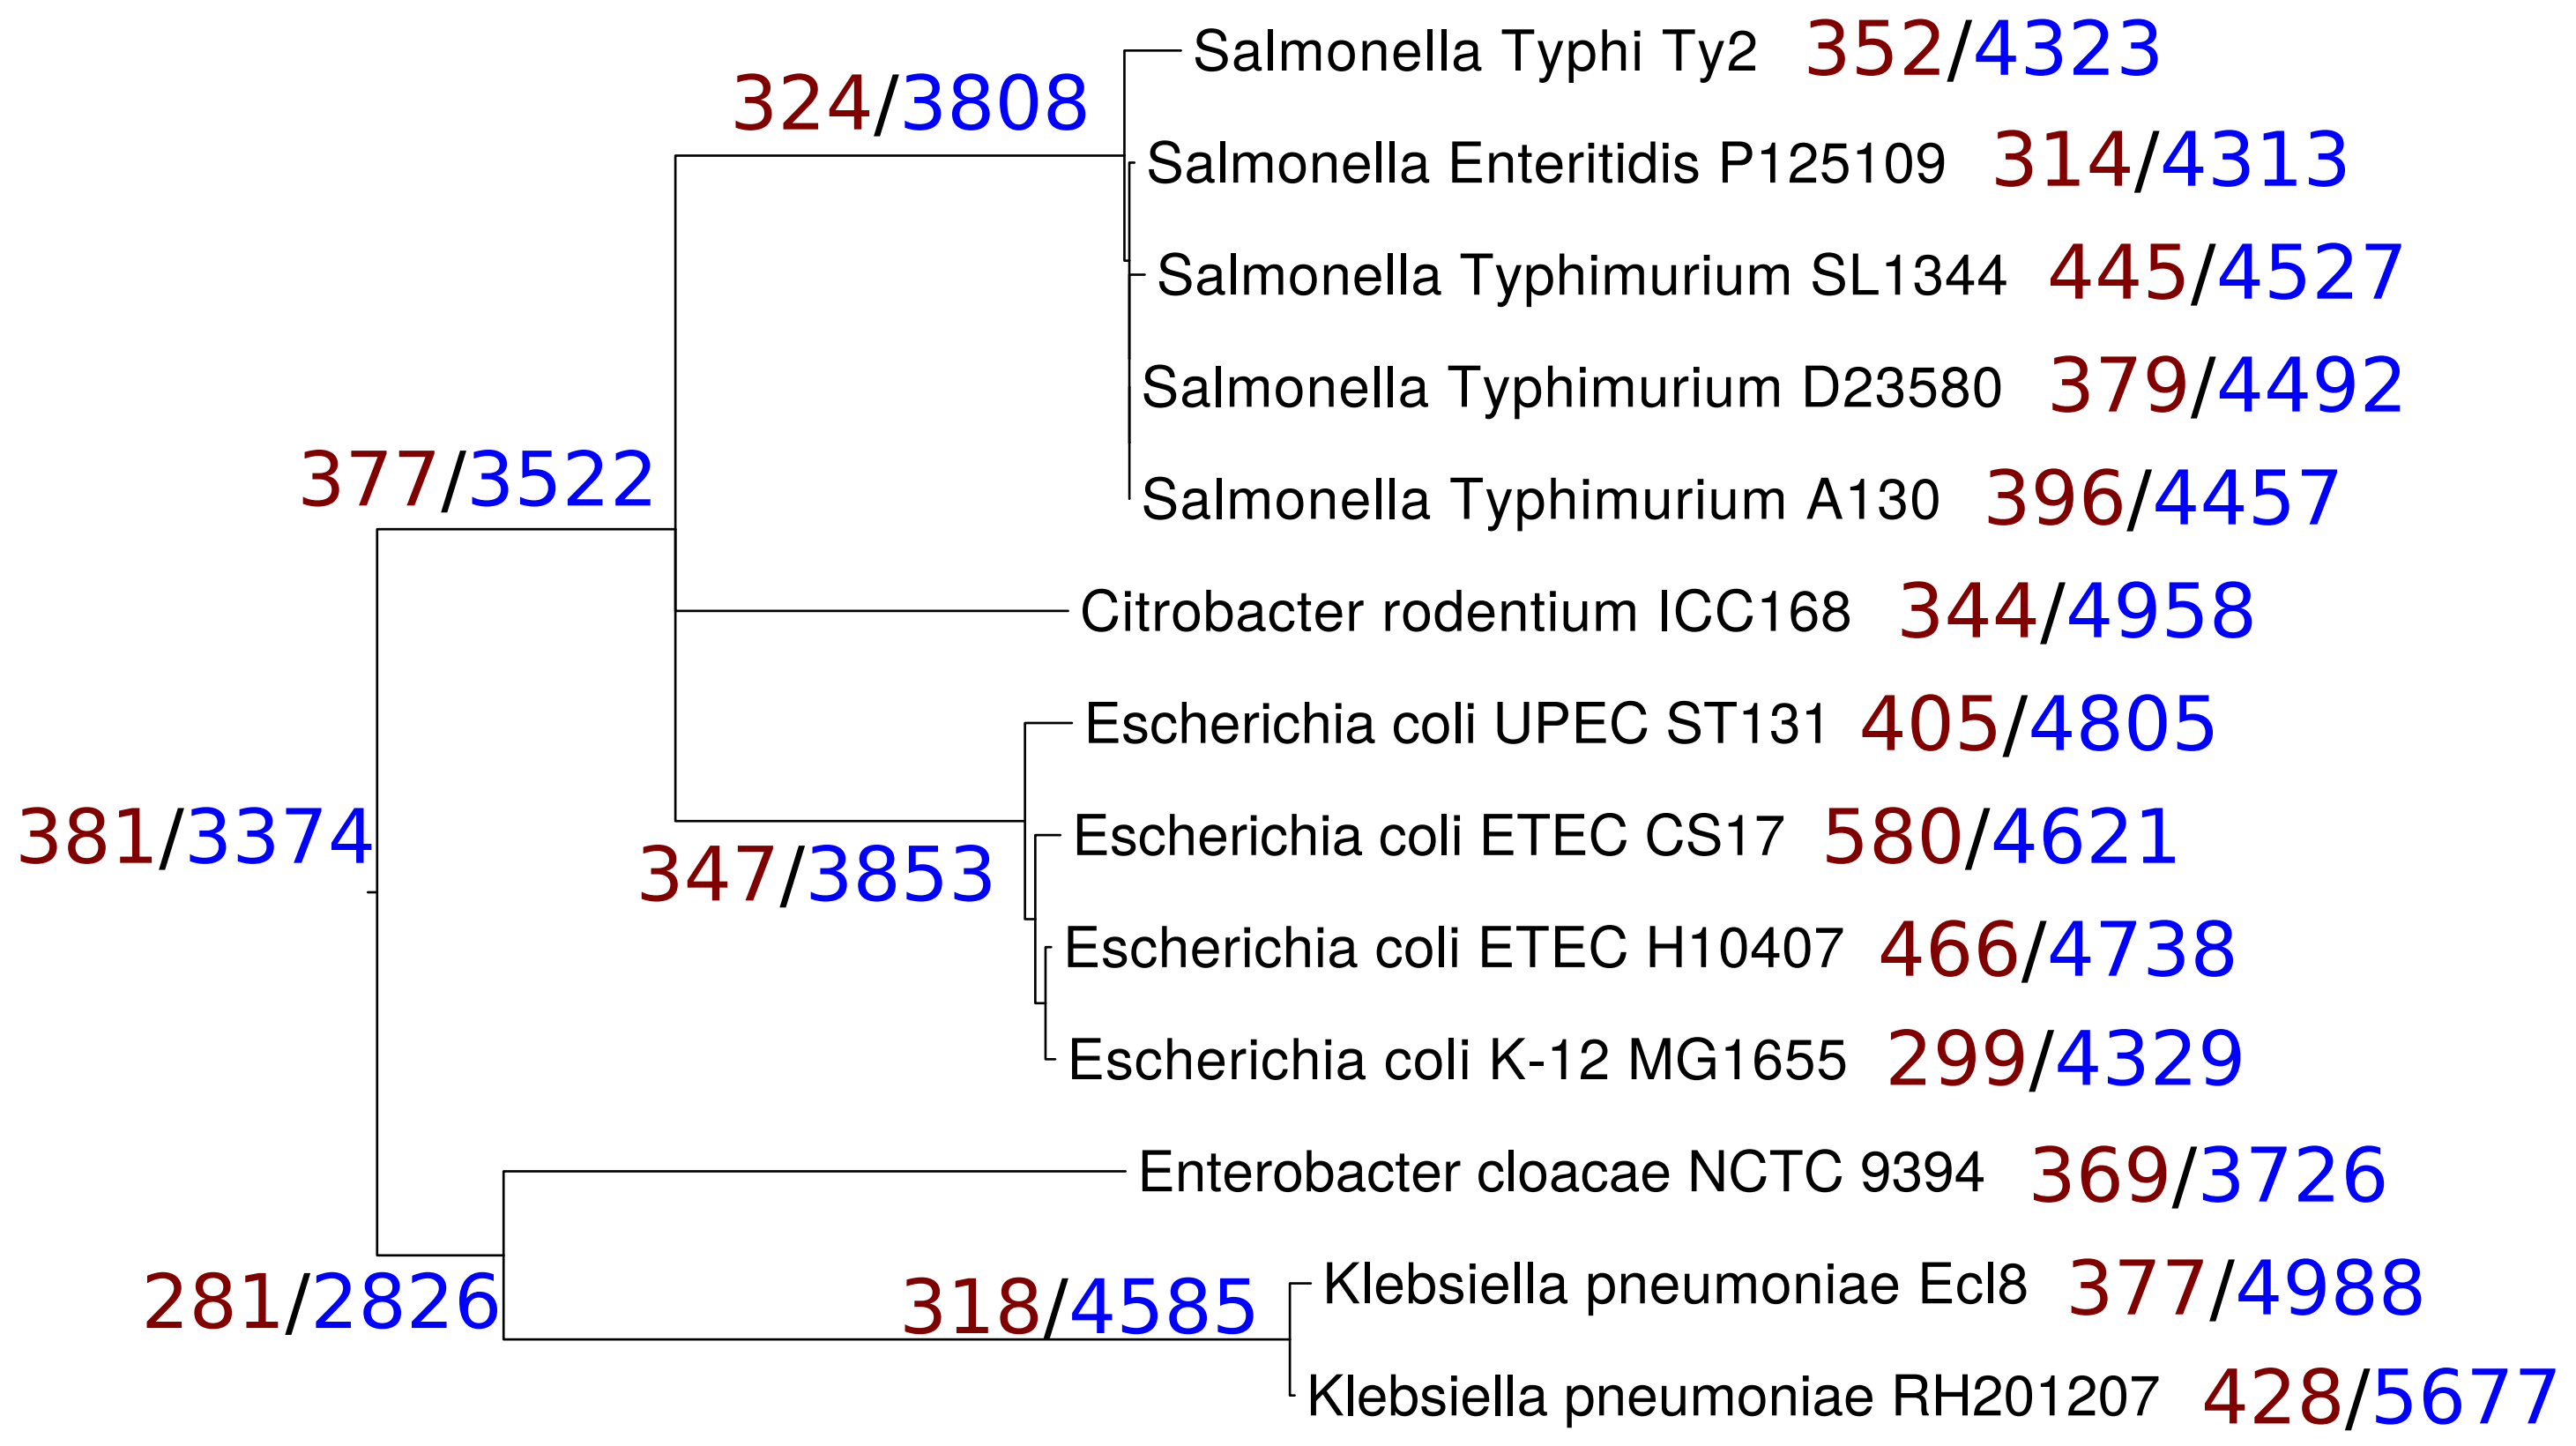 Salmonella Typhi Ty2 352/4323
324/3808
Salmonella Enteritidis P125109 314/4313
Salmonella Typhimurium SL1344 445/4527
Salmonella Typhimurium D23580 379/4492
377/3522
Salmonella Typhimurium A130 396/4457
Citrobacter rodentium ICC168 344/4958
Escherichia coli UPEC ST131 405/4805
381/3374
Escherichia coli ETEC CS17 580/4621
347/3853
Escherichia coli ETEC H10407 466/4738
Escherichia coli K-12 MG1655 299/4329
Enterobacter cloacae NCTC 9394 369/3726
281/2826
318/4585
Klebsiella pneumoniae Ecl8 377/4988
Klebsiella pneumoniae RH201207 428/5677